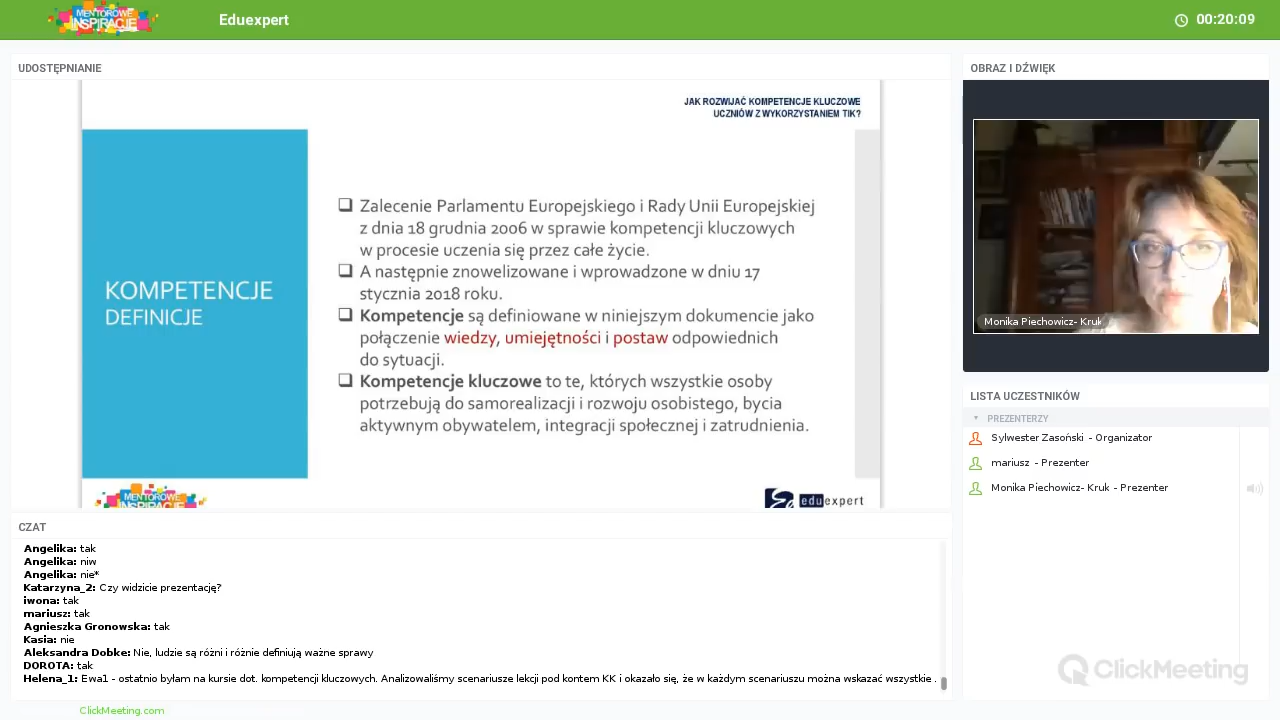 MENTOROWE
INSPIRACJE
Eduexpert
00:20:09
UDOSTĘPNIANIE
JAK ROZWIJAĆ KOMPETENCJE KLUCZOWE
UCZNIÓW Z WYKORZYSTANIEM TIK?
KOMPETENCJE
DEFINICJE
Zalecenie Parlamentu Europejskiego i Rady Unii Europejskiej
z dnia 18 grudnia 2006 w sprawie kompetencji kluczowych
w procesie uczenia się przez całe życie.
A następnie znowelizowane i wprowadzone w dniu 17
stycznia 2018 roku.
Kompetencje są definiowane w niniejszym dokumencie jako
połączenie wiedzy, umiejętności i postaw odpowiednich
do sytuacji.
Kompetencje kluczowe to te, których wszystkie osoby
potrzebują do samorealizacji i rozwoju osobistego, bycia
aktywnym obywatelem, integracji społecznej i zatrudnienia.
MENTOROWE
INSPIRACJE
eduexpert
CZAT
Angelika: tak
Angelika: niw
Angelika: nie*
Katarzyna_2: Czy widzicie prezentację?
iwona: tak
mariusz: tak
Agnieszka Gronowska: tak
Kasia: nie
Aleksandra Dobke: Nie, ludzie są różni i różnie definiują ważne sprawy
DOROTA: tak
Helena_1: Ewa1 - ostatnio byłam na kursie dot. kompetencji kluczowych. Analizowaliśmy scenariusze lekcji pod kontem KK i okazało się, że w każdym scenariuszu można wskazać wszystkie .
ClickMeeting.com
OBRAZ I DŹWIĘK
Monika Piechowicz- Kruk
LISTA UCZESTNIKÓW
PREZENTERZY
Sylwester Zasoński - Organizator
mariusz - Prezenter
Monika Piechowicz- Kruk - Prezenter
ClickMeeting